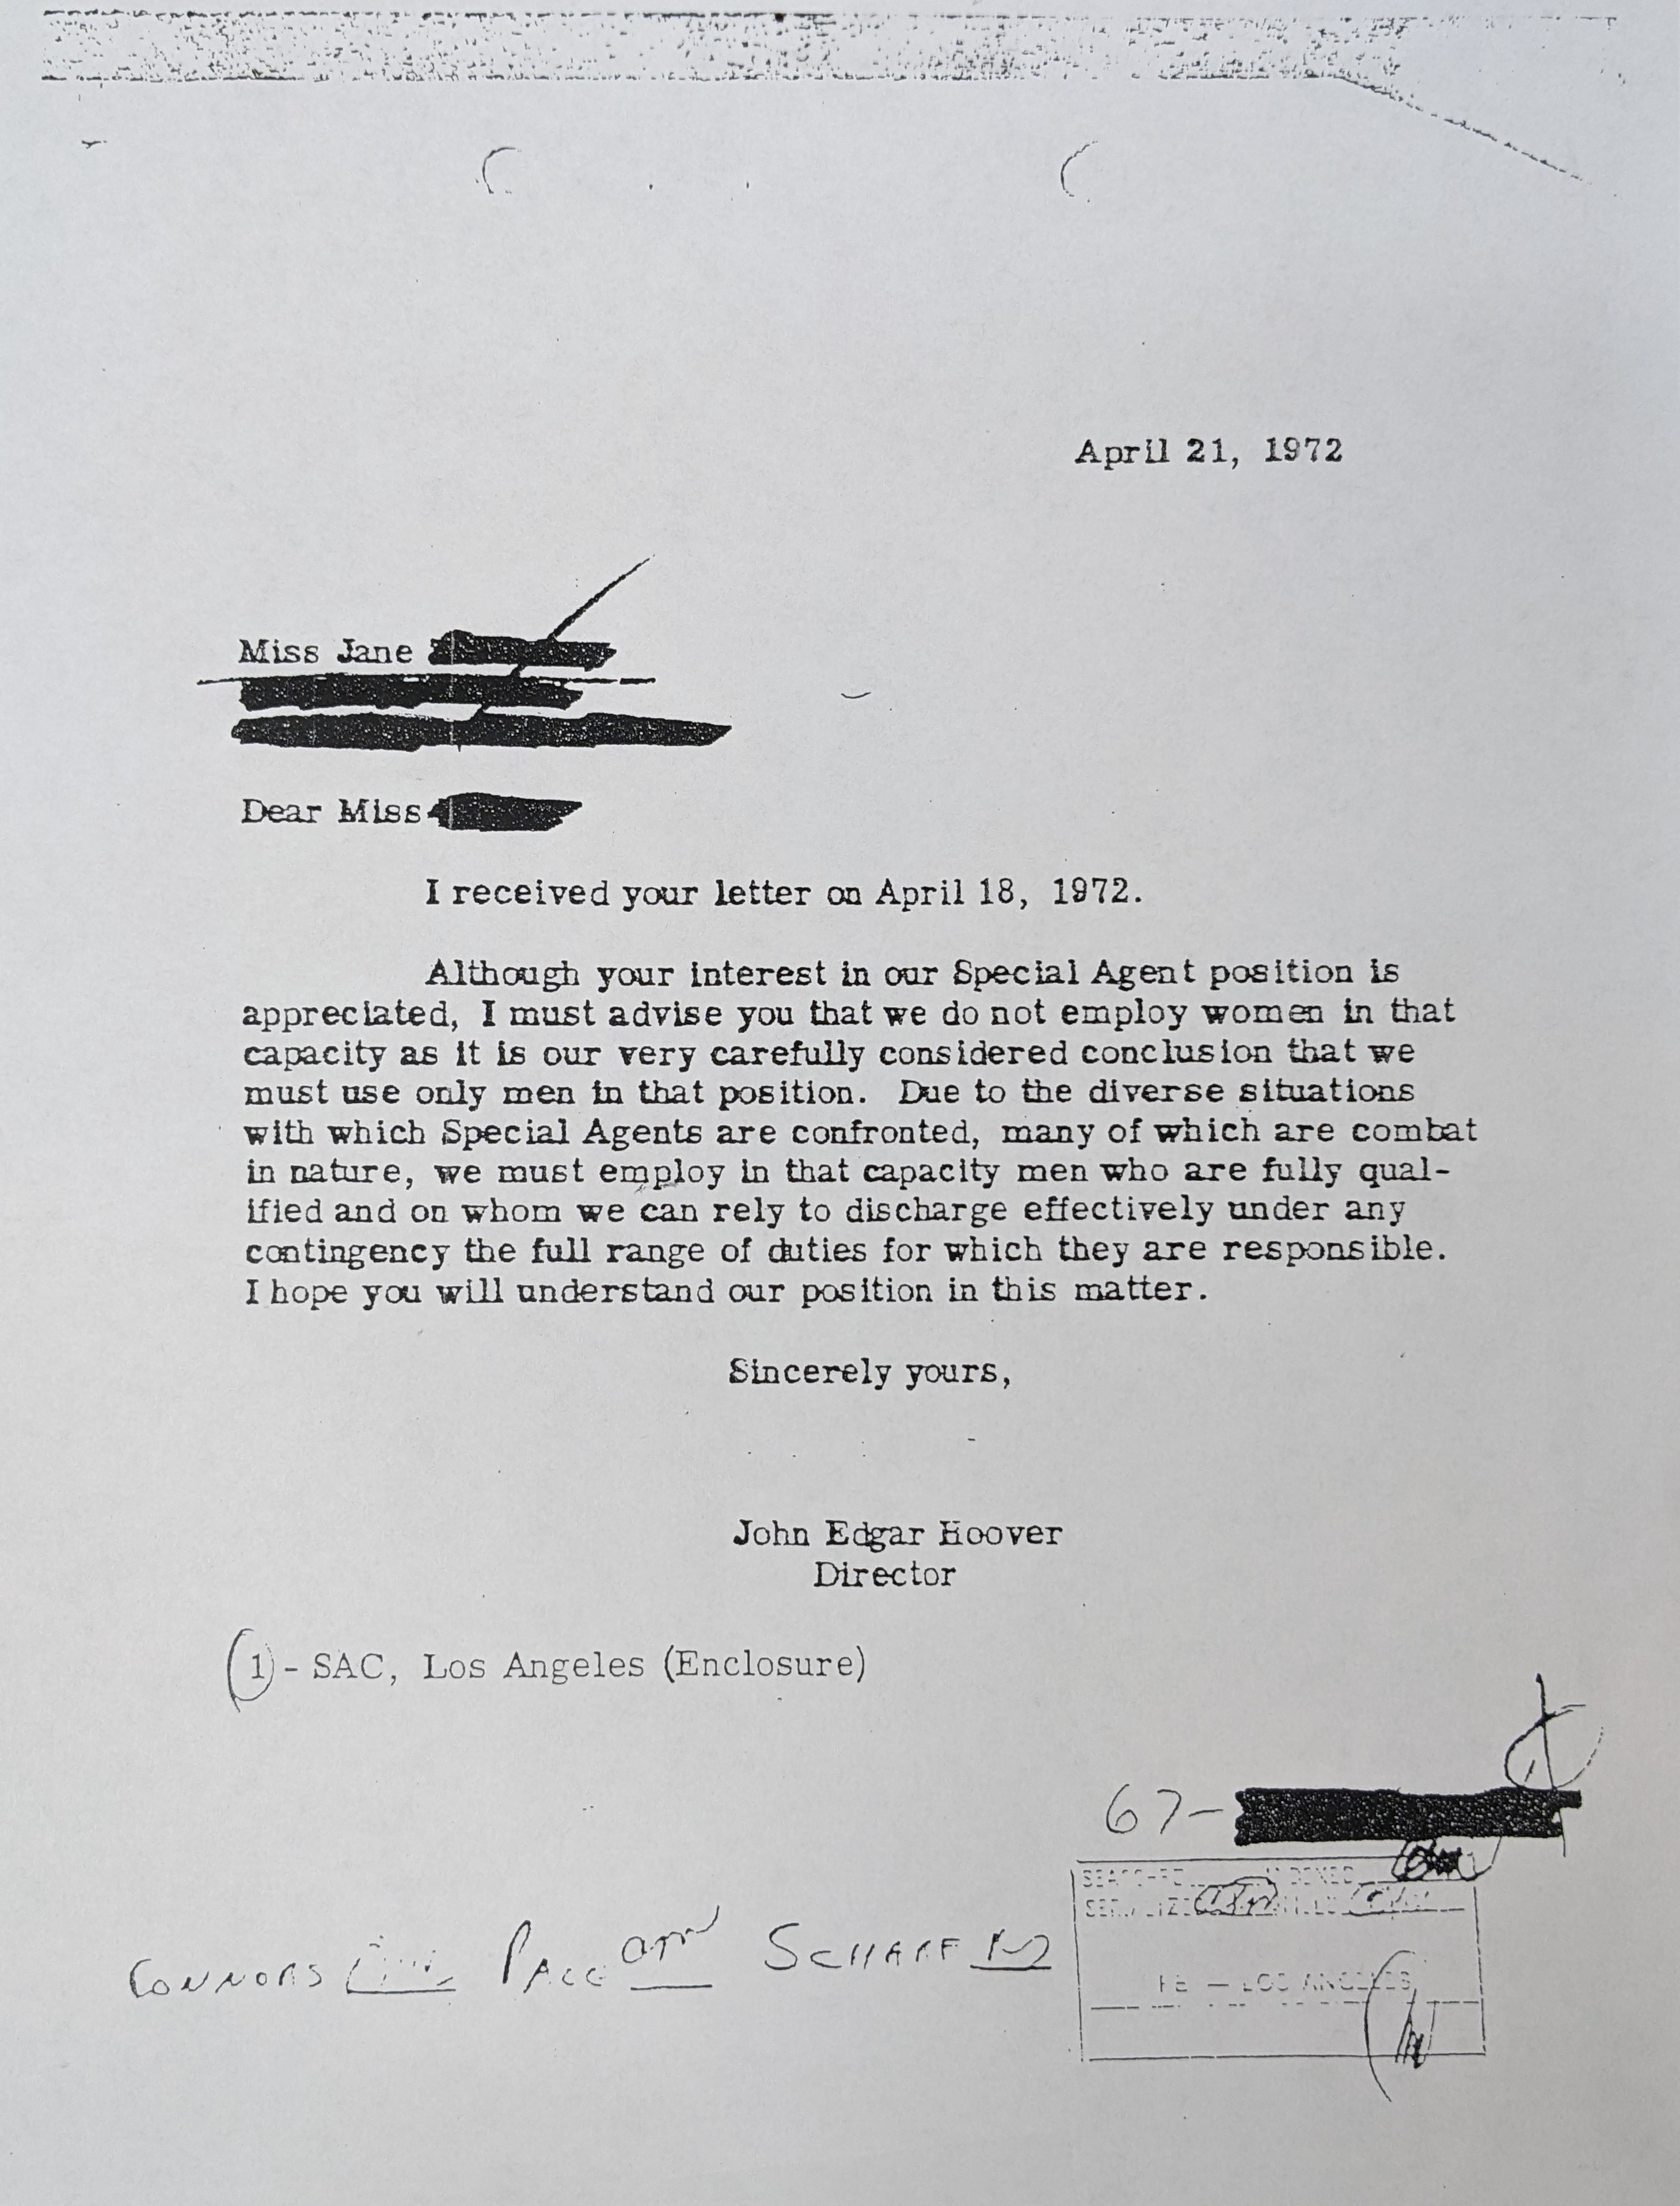 April 21, 1972
Miss Jane
Dear Miss
I received your letter on April 18, 1972.
Although your interest in our Special Agent position is
appreciated, I must advise you that we do not employ women in that
capacity as it is our very carefully considered conclusion that we
must use only men in that position. Due to the diverse situations
with which Special Agents are confronted, many of which are combat
in nature, we must employ in that capacity men who are fully qual-
ified and on whom we can rely to discharge effectively under any
contingency the full range of duties for which they are responsible.
I hope you will understand our position in this matter.
Sincerely yours,
John Edgar Hoover
Director
1 - SAC, Los Angeles (Enclosure)
67-
CONNORS
SCHARF
LOS ANGELES